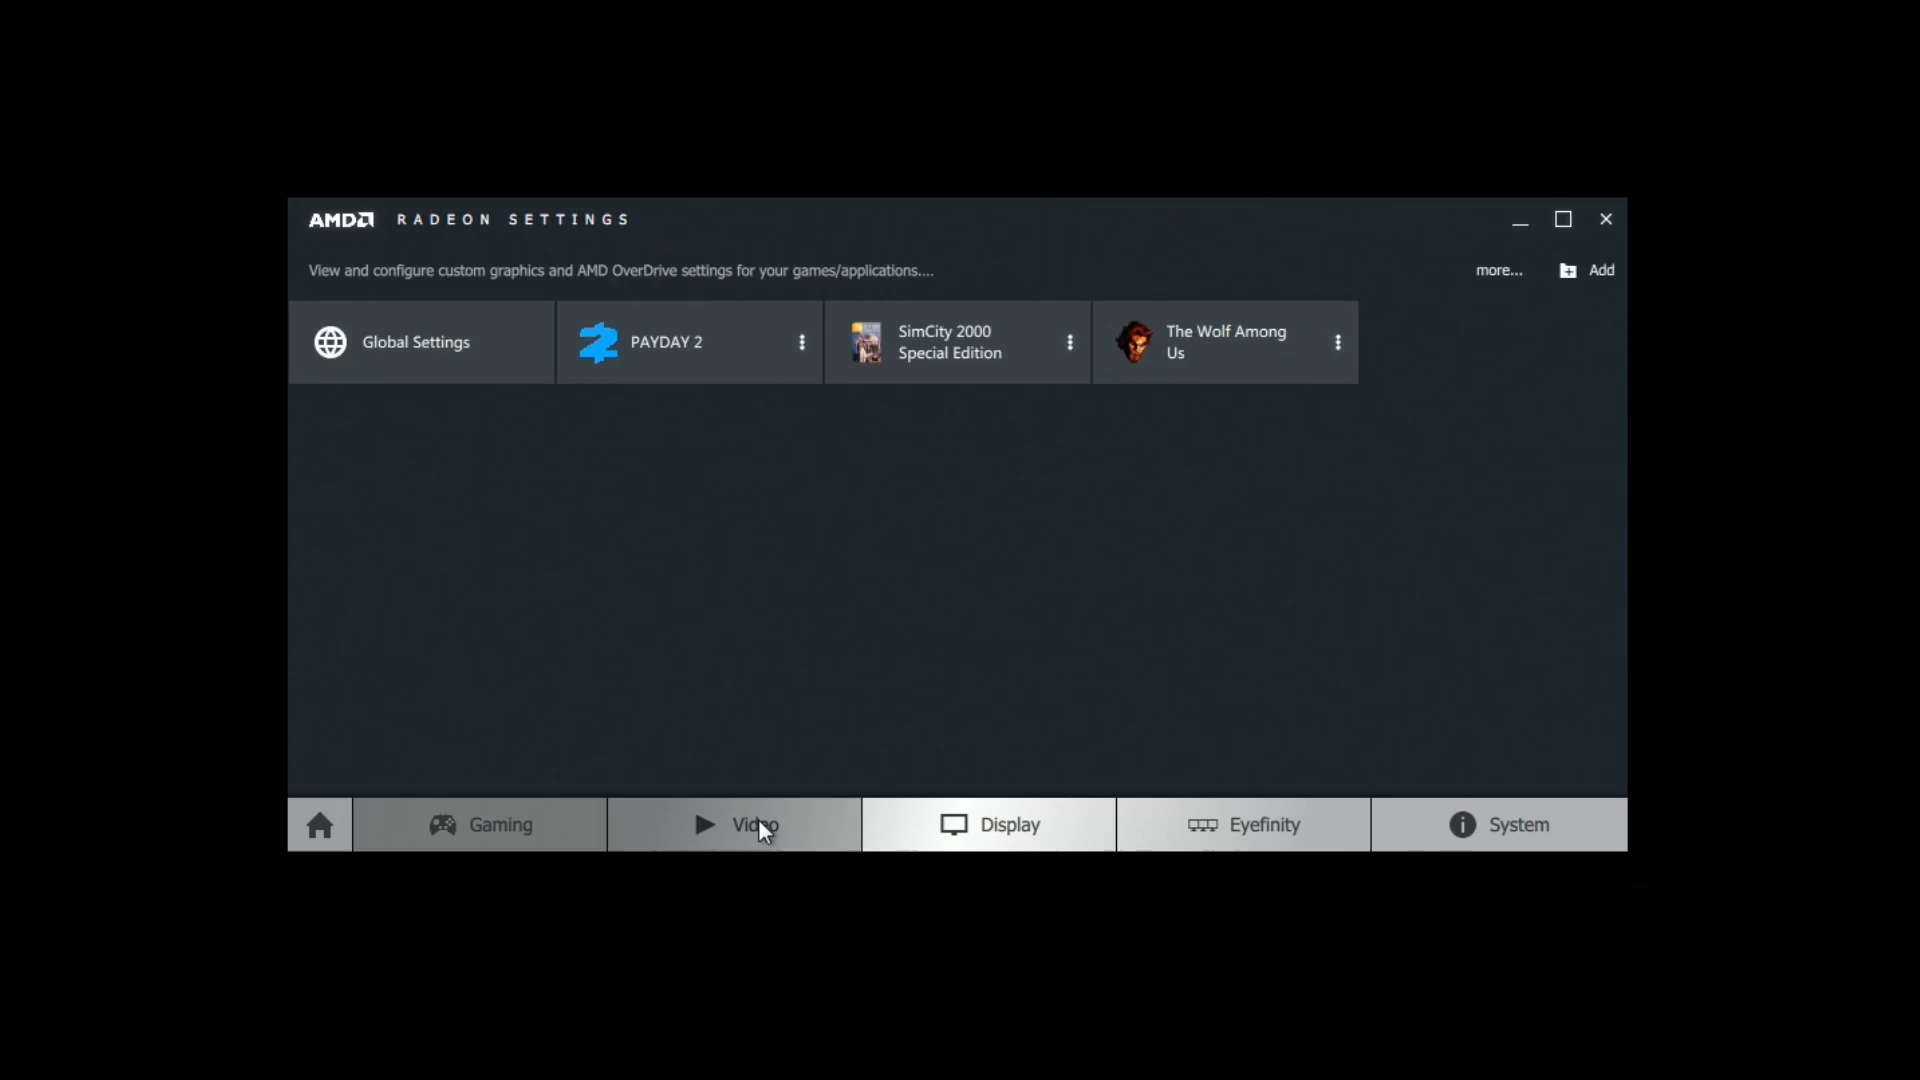 AMD RADEON SETTINGS
View and configure custom graphics and AMD OverDrive settings for your games/applications....
more... Add
Global Settings
PAYDAY 2
SimCity 2000
Special Edition
The Wolf Among
Us
Gaming
Video
Display
Eyefinity
System